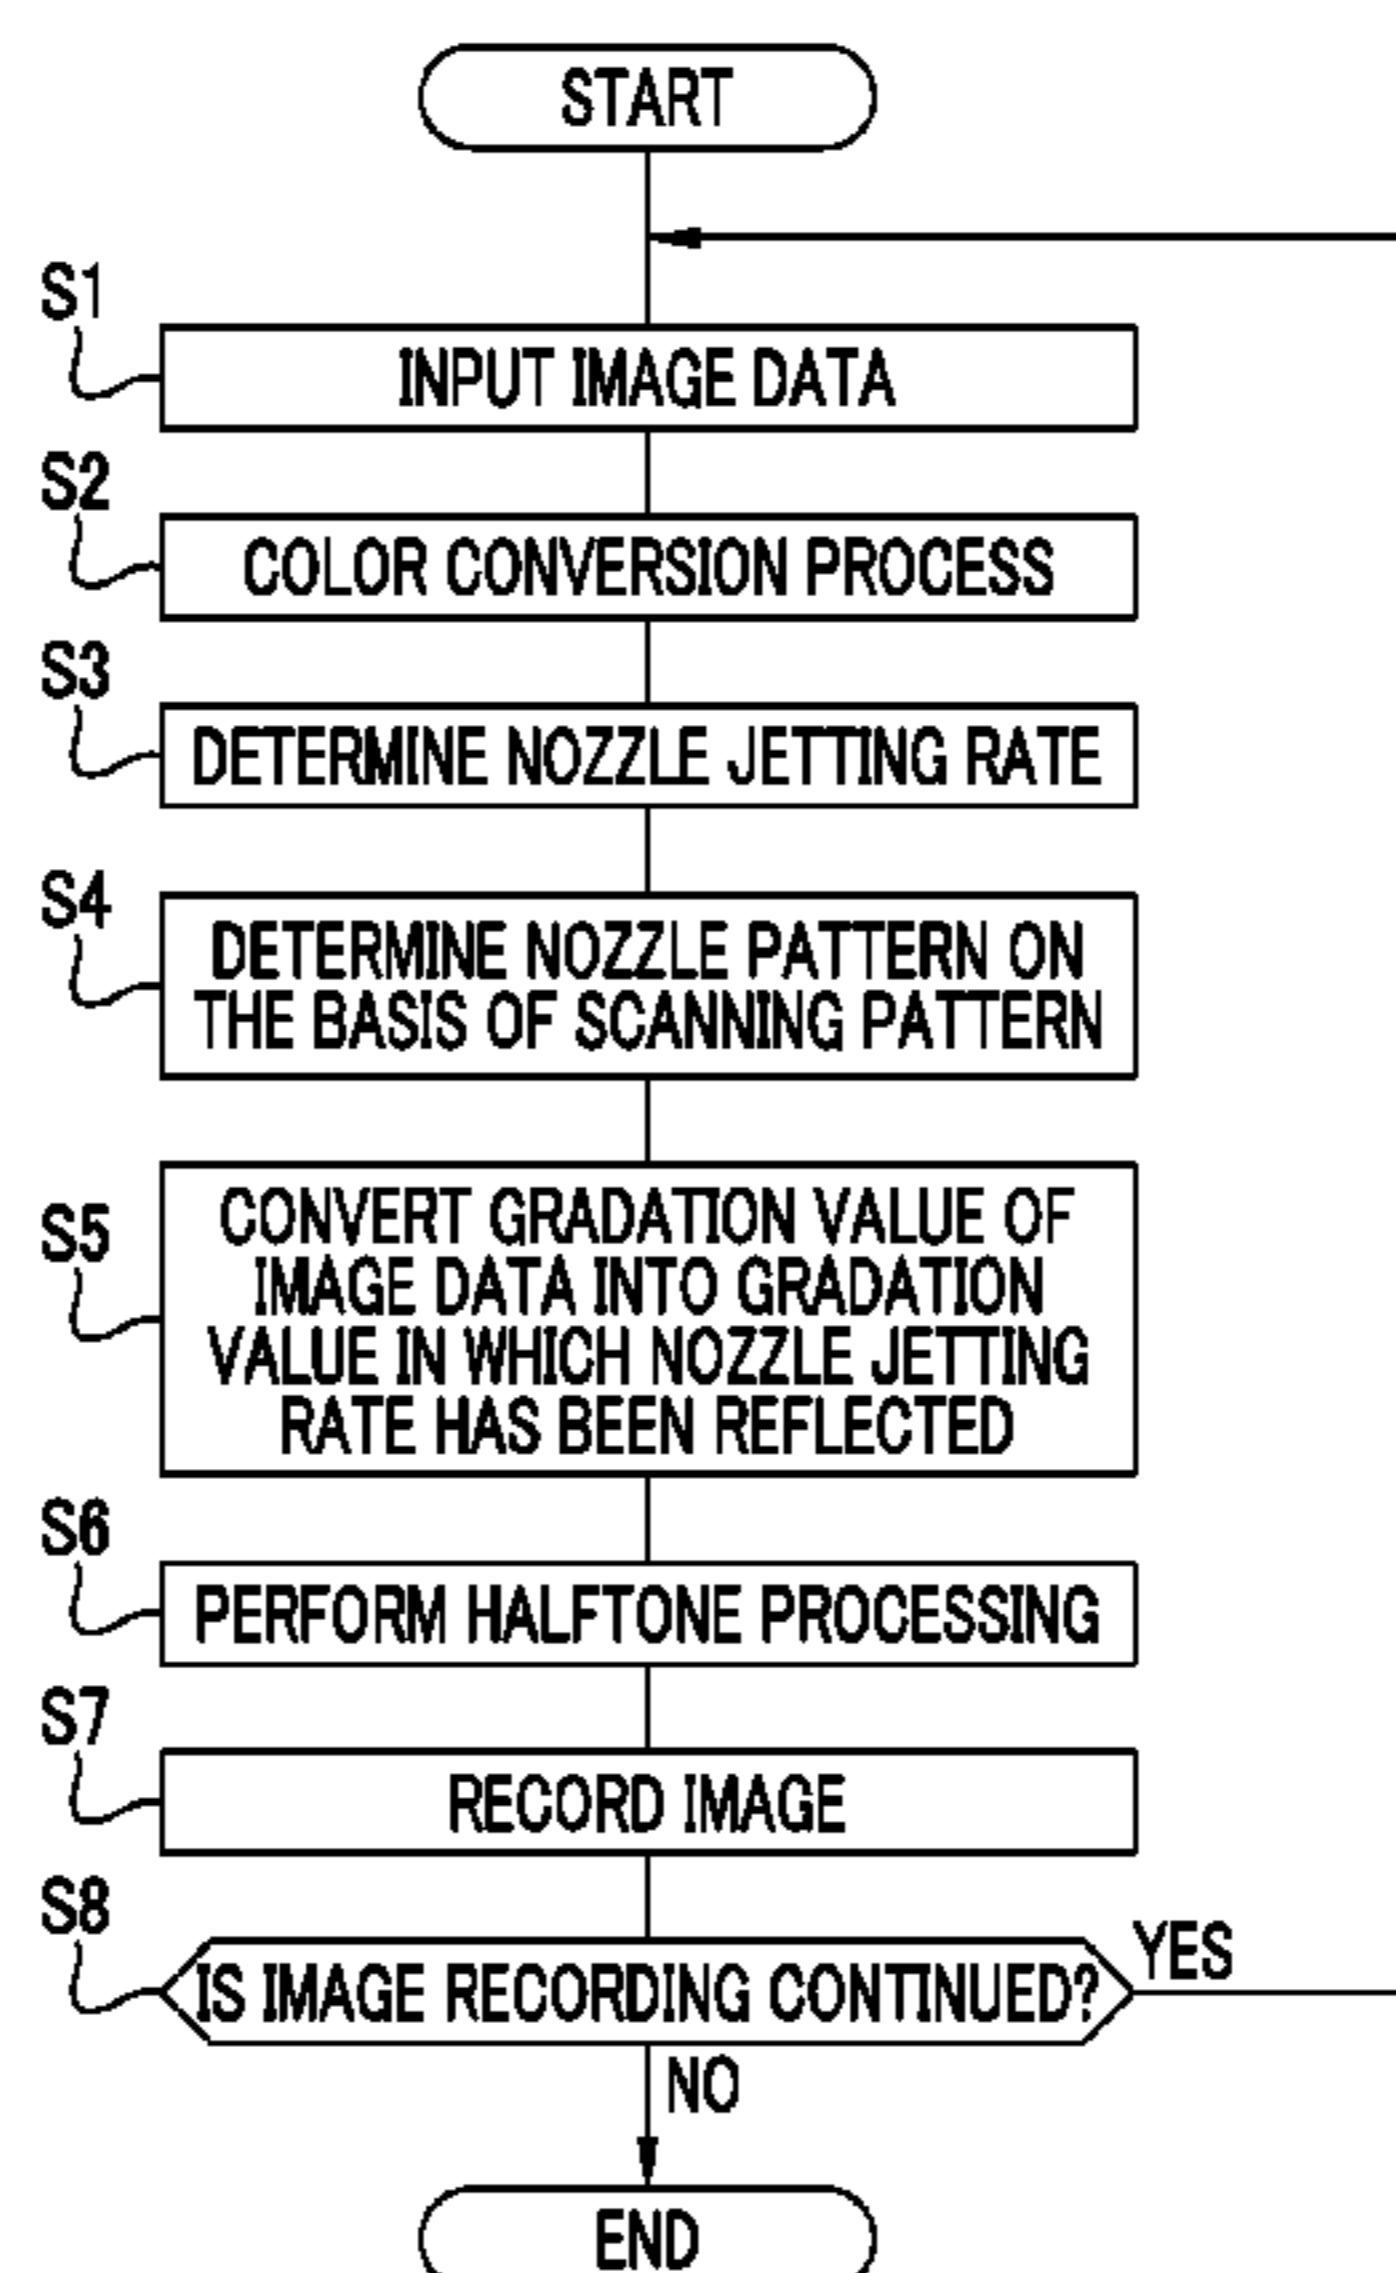 START
S1
INPUT IMAGE DATA
S2
COLOR CONVERSION PROCESS
S3
DETERMINE NOZZLE JETTING RATE
S4
DETERMINE NOZZLE PATTERN ON
THE BASIS OF SCANNING PATTERN
S5
CONVERT GRADATION VALUE OF
IMAGE DATA INTO GRADATION
VALUE IN WHICH NOZZLE JETTING
RATE HAS BEEN REFLECTED
S6
PERFORM HALFTONE PROCESSING
S7
RECORD IMAGE
S8
IS IMAGE RECORDING CONTINUED?
YES
NO
END